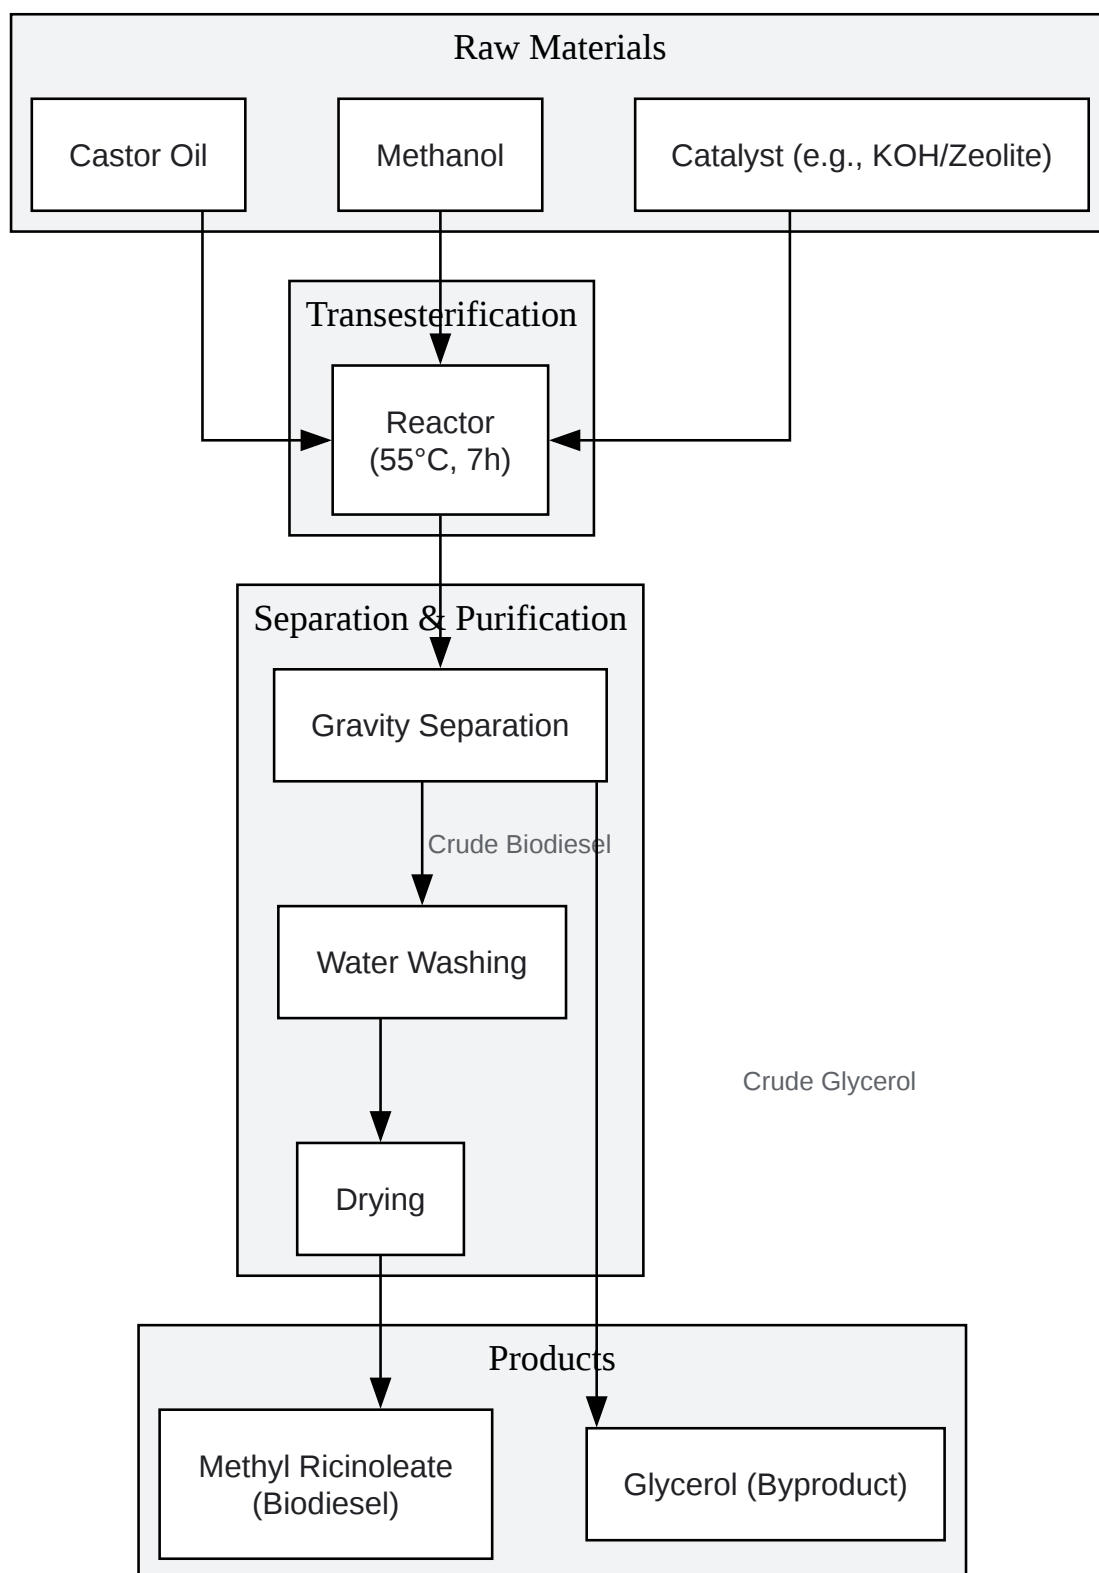 Raw Materials
Castor Oil
Methanol
Catalyst (e.g., KOH/Zeolite)
Transesterification
Reactor
(55°C, 7h)
Separation & Purification
Gravity Separation
Crude Biodiesel
Water Washing
Crude Glycerol
Drying
Products
Methyl Ricinoleate
(Biodiesel)
Glycerol (Byproduct)